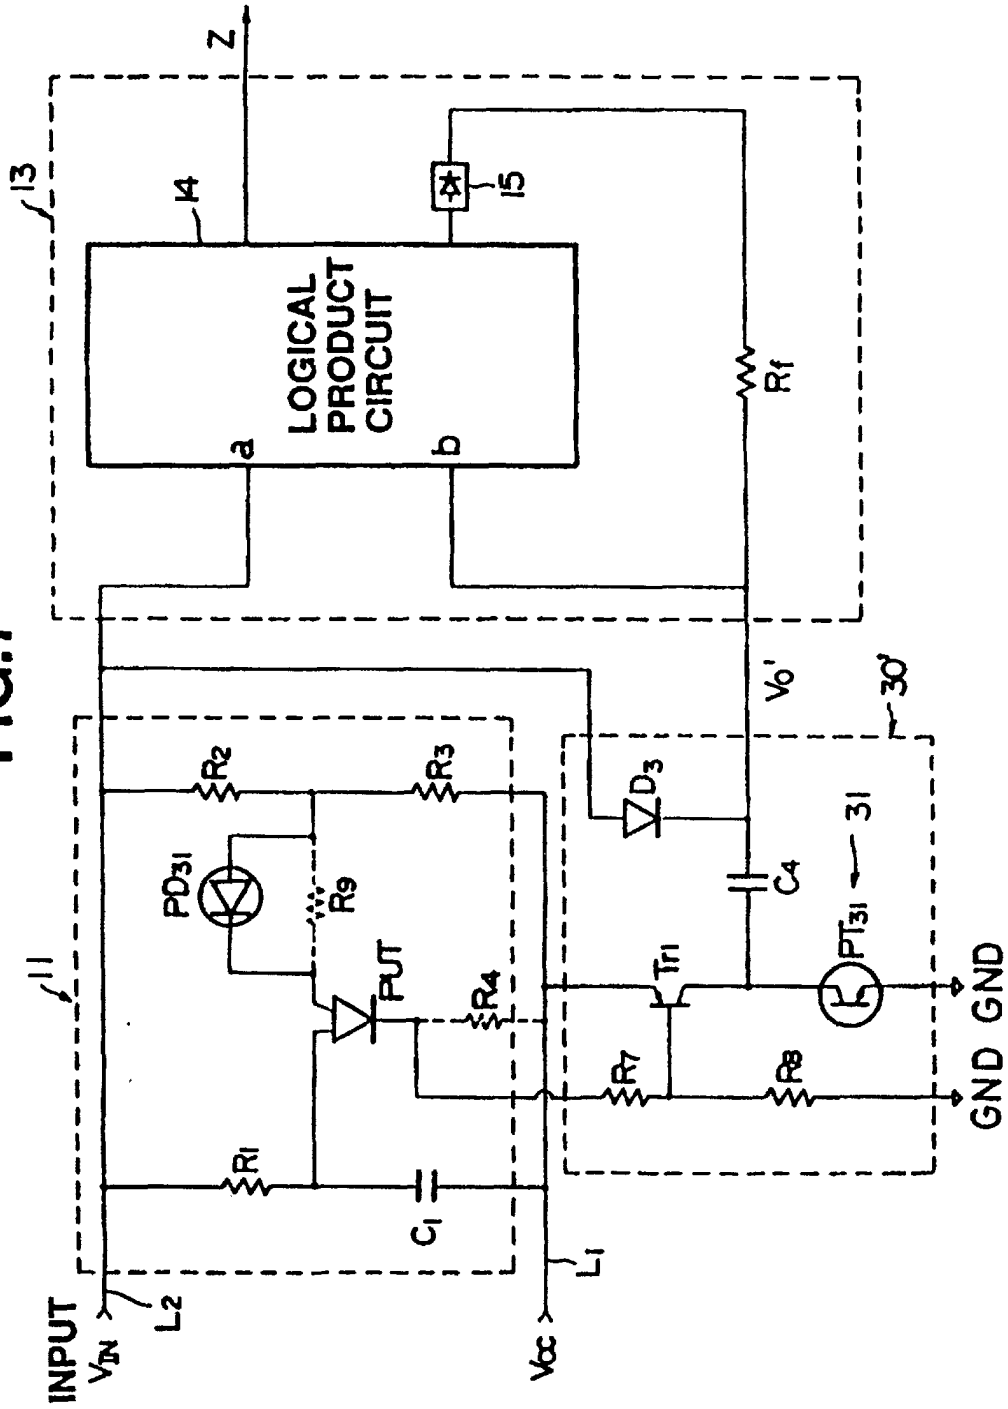 13
14
Z
LOGICAL
PRODUCT
CIRCUIT
a
b
15
Rf
11
R2
R3
PD31
R9
PUT
R4
R1
C1
INPUT
VIN
L2
Vcc
L1
D3
Vo'
30'
C4
31
Tr1
PT31
R7
R8
GND
GND